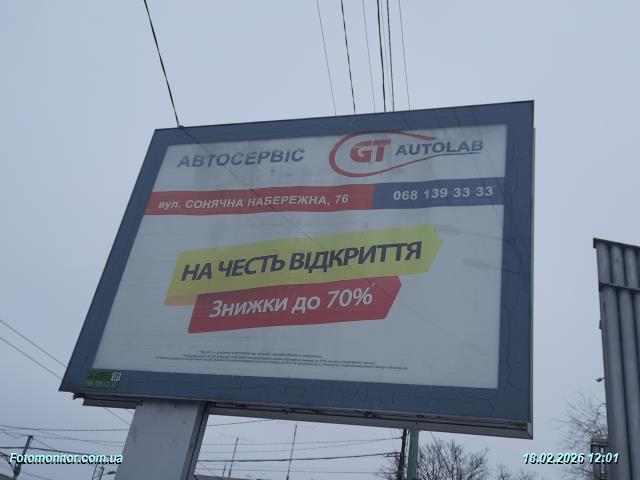 АВТОСЕРВІС
GT AUTOLAB
вул. СОНЯЧНА НАБЕРЕЖНА, 76
068 139 33 33
НА ЧЕСТЬ ВІДКРИТТЯ
ЗНИЖКИ ДО 70%
Fotomonitor.com.ua
18.02.2026 12:01